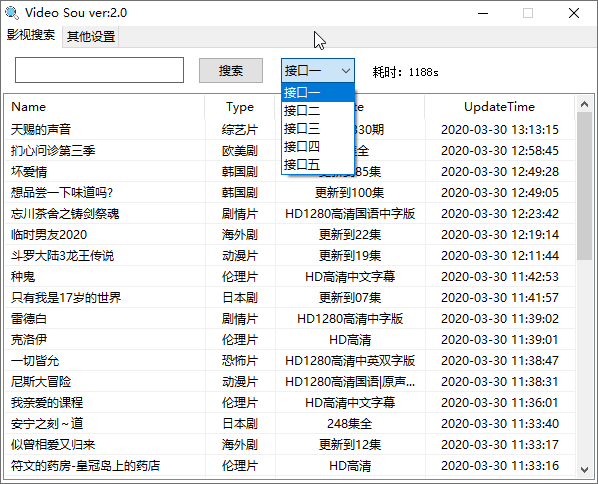 Video Sou ver:2.0
影视搜索 其他设置
搜索 接口一 耗时：1188s
接口一
接口二
接口三
接口四
接口五
Name Type te UpdateTime
天赐的声音 综艺片 330期 2020-03-30 13:13:15
扪心问诊第三季 欧美剧 集全 2020-03-30 12:58:45
坏爱情 韩国剧 更新到85集 2020-03-30 12:49:28
想品尝一下味道吗? 韩国剧 更新到100集 2020-03-30 12:49:05
忘川茶舍之铸剑祭魂 剧情片 HD1280高清国语中字版 2020-03-30 12:23:42
临时男友2020 海外剧 更新到22集 2020-03-30 12:19:14
斗罗大陆3龙王传说 动漫片 更新到19集 2020-03-30 12:11:44
种鬼 伦理片 HD高清中文字幕 2020-03-30 11:42:53
只有我是17岁的世界 日本剧 更新到07集 2020-03-30 11:41:57
雷德白 剧情片 HD1280高清中字版 2020-03-30 11:39:02
克洛伊 伦理片 HD高清 2020-03-30 11:39:01
一切皆允 恐怖片 HD1280高清中英双字版 2020-03-30 11:38:47
尼斯大冒险 动漫片 HD1280高清国语|原声... 2020-03-30 11:38:31
我亲爱的课程 伦理片 HD高清中文字幕 2020-03-30 11:36:01
安宁之刻～道 日本剧 248集全 2020-03-30 11:33:40
似曾相爱又归来 海外剧 更新到12集 2020-03-30 11:33:17
符文的药房-皇冠岛上的药店 伦理片 HD高清 2020-03-30 11:33:16